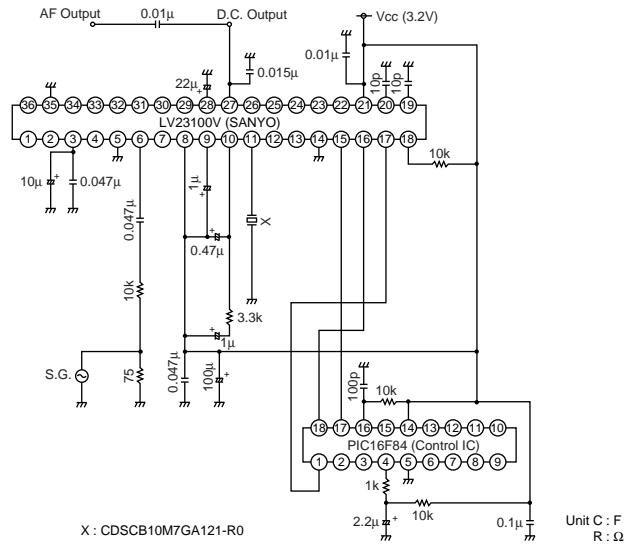 AF Output
0.01μ
D.C. Output
Vcc (3.2V)
0.01μ
0.015μ
22μ
+
10p
10p
36 35 34 33 32 31 30 29 28 27 26 25 24 23 22 21 20 19
LV23100V (SANYO)
1 2 3 4 5 6 7 8 9 10 11 12 13 14 15 16 17 18
10k
10μ
+
0.047μ
0.047μ
1μ
+
+
0.47μ
X
10k
3.3k
+
1μ
S.G.
75
0.047μ
100μ
+
100p
10k
18 17 16 15 14 13 12 11 10
PIC16F84 (Control IC)
1 2 3 4 5 6 7 8 9
1k
10k
2.2μ
+
0.1μ
X : CDSCB10M7GA121-R0
Unit C : F
R : Ω